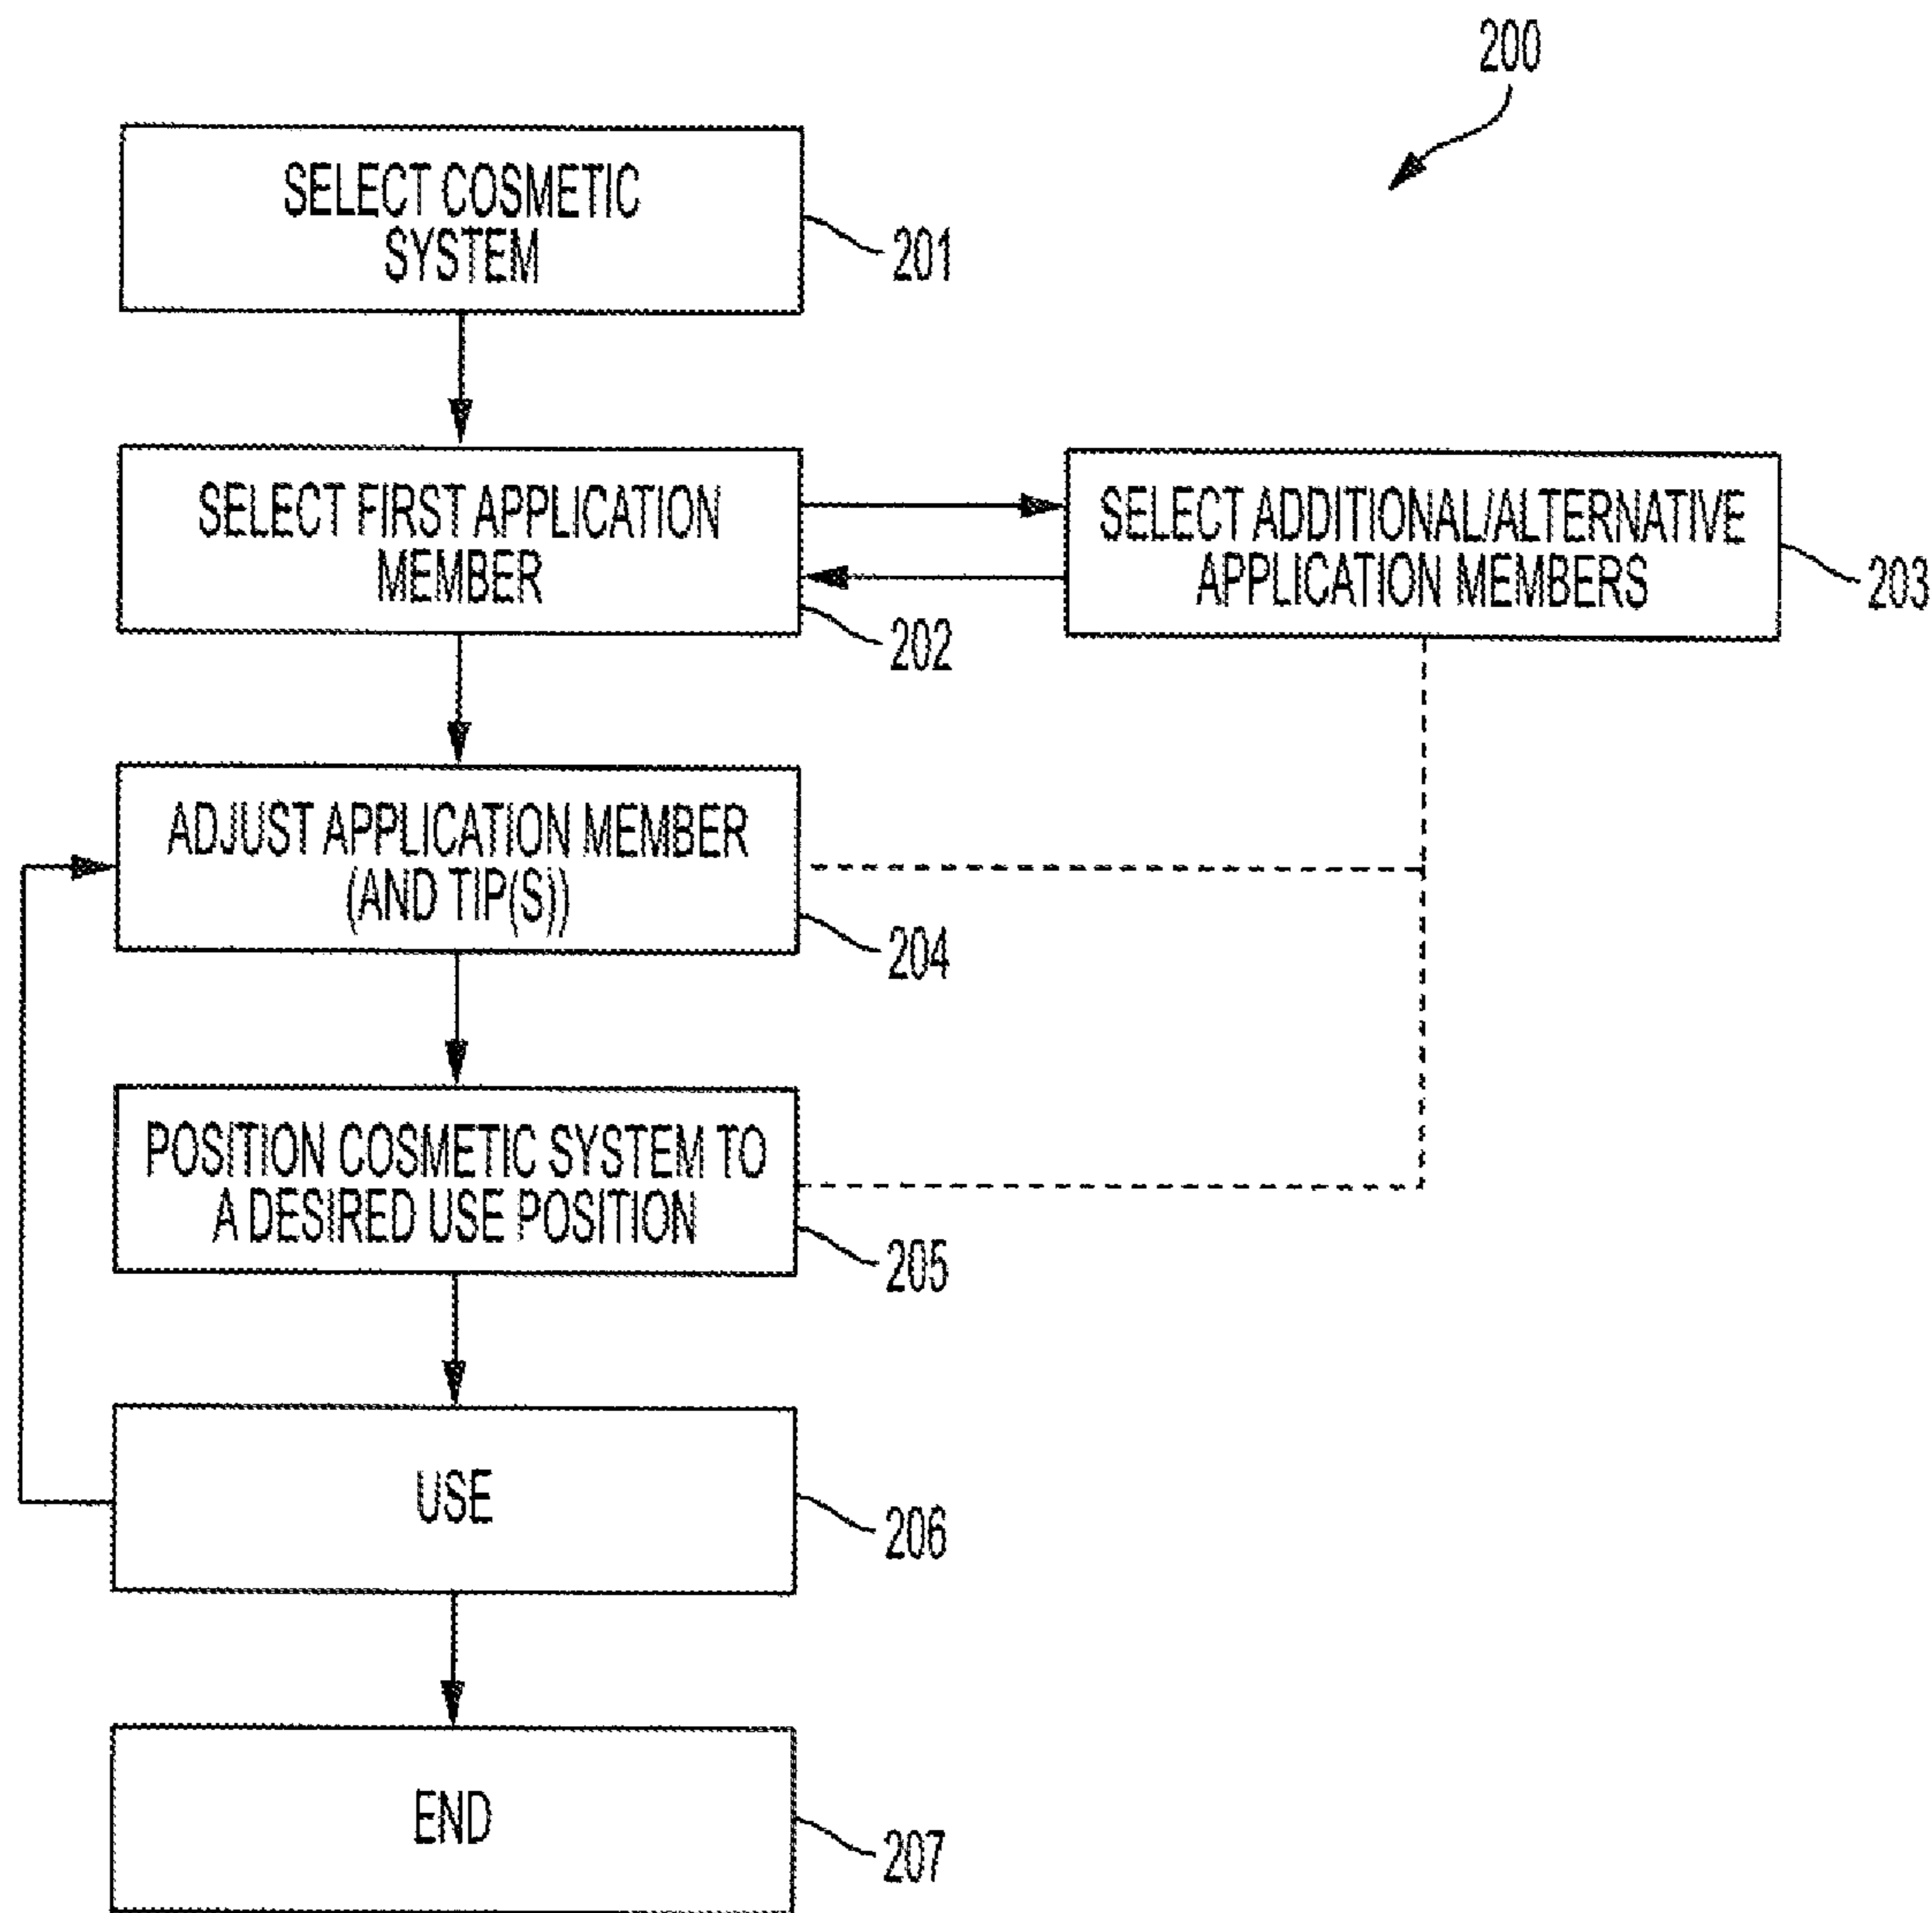 200
SELECT COSMETIC
SYSTEM
201
SELECT FIRST APPLICATION
MEMBER
202
SELECT ADDITIONAL/ALTERNATIVE
APPLICATION MEMBERS
203
ADJUST APPLICATION MEMBER
(AND TIP(S))
204
POSITION COSMETIC SYSTEM TO
A DESIRED USE POSITION
205
USE
206
END
207